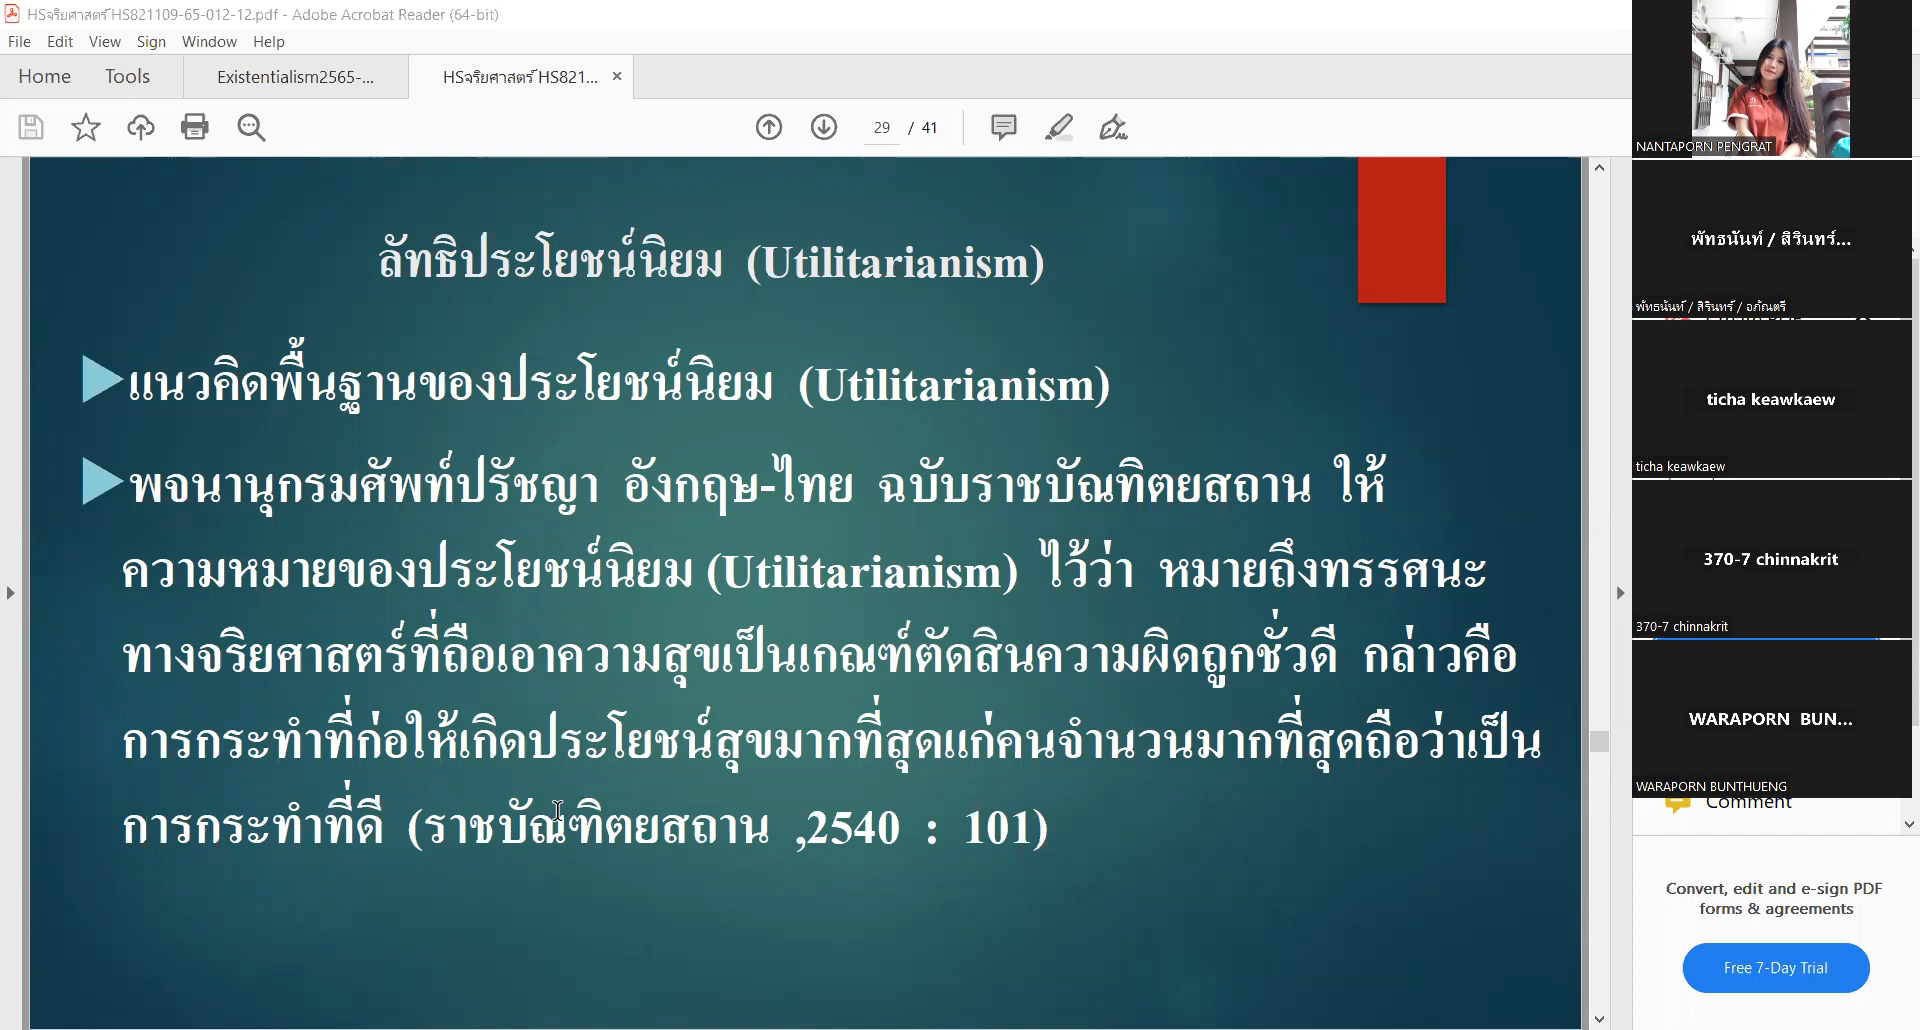 HSจริยศาสตร์ HS821109-65-012-12.pdf - Adobe Acrobat Reader (64-bit)
File Edit View Sign Window Help
Home Tools Existentialism2565-... HSจริยศาสตร์ HS821... ×
29 / 41
ลัทธิประโยชน์นิยม (Utilitarianism)
แนวคิดพื้นฐานของประโยชน์นิยม (Utilitarianism)
พจนานุกรมศัพท์ปรัชญา อังกฤษ-ไทย ฉบับราชบัณฑิตยสถาน ให้
ความหมายของประโยชน์นิยม (Utilitarianism) ไว้ว่า หมายถึงทรรศนะ
ทางจริยศาสตร์ที่ถือเอาความสุขเป็นเกณฑ์ตัดสินความผิดถูกชั่วดี กล่าวคือ
การกระทำที่ก่อให้เกิดประโยชน์สุขมากที่สุดแก่คนจำนวนมากที่สุดถือว่าเป็น
การกระทำที่ดี (ราชบัณฑิตยสถาน ,2540 : 101)
NANTAPORN PENGRAT
พัทธนันท์ / สิรินทร์...
พัทธนันท์ / สิรินทร์ / อภัณตรี
ticha keawkaew
ticha keawkaew
370-7 chinnakrit
370-7 chinnakrit
WARAPORN BUN...
WARAPORN BUNTHUENG
Comment
Convert, edit and e-sign PDF
forms & agreements
Free 7-Day Trial